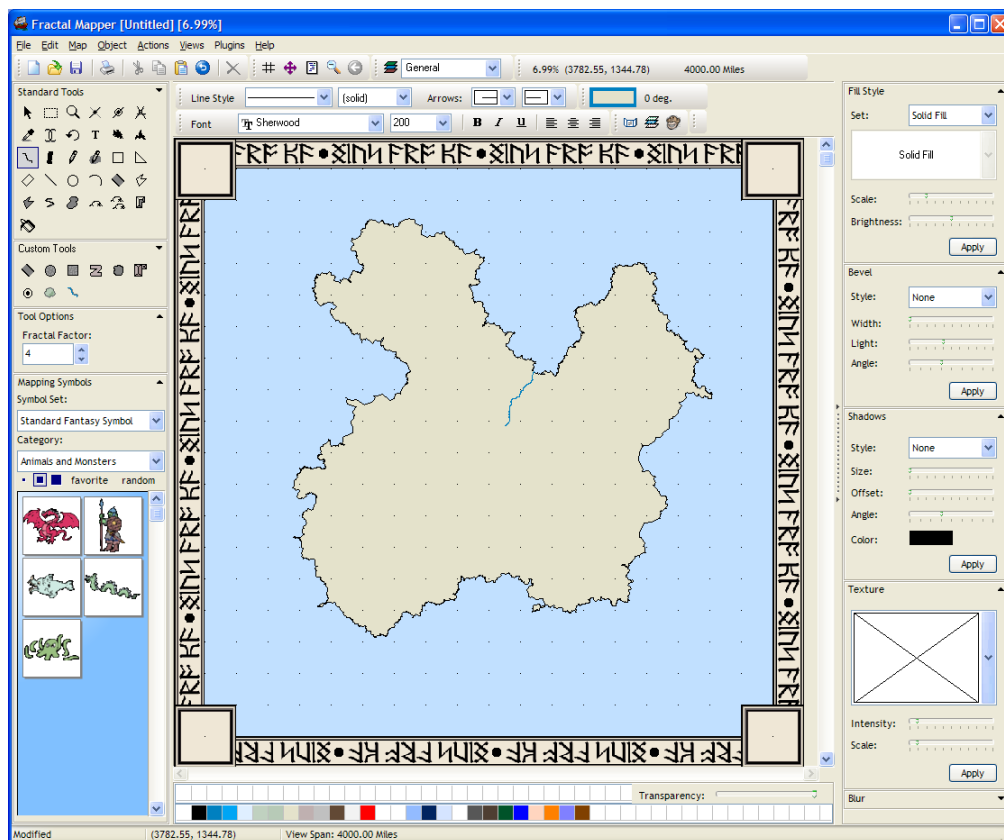 Fractal Mapper [Untitled] [6.99%]
File Edit Map Object Actions Views Plugins Help
General
6.99% (3782.55, 1344.78) 4000.00 Miles
Standard Tools
Line Style (solid) Arrows: 0 deg.
Font Sherwood 200 B I U
Custom Tools
Tool Options
Fractal Factor:
4
Mapping Symbols
Symbol Set:
Standard Fantasy Symbol
Category:
Animals and Monsters
favorite random
Fill Style
Set: Solid Fill
Solid Fill
Scale:
Brightness:
Apply
Bevel
Style: None
Width:
Light:
Angle:
Apply
Shadows
Style: None
Size:
Offset:
Angle:
Color:
Apply
Texture
Intensity:
Scale:
Apply
Blur
Transparency:
Modified (3782.55, 1344.78) View Span: 4000.00 Miles